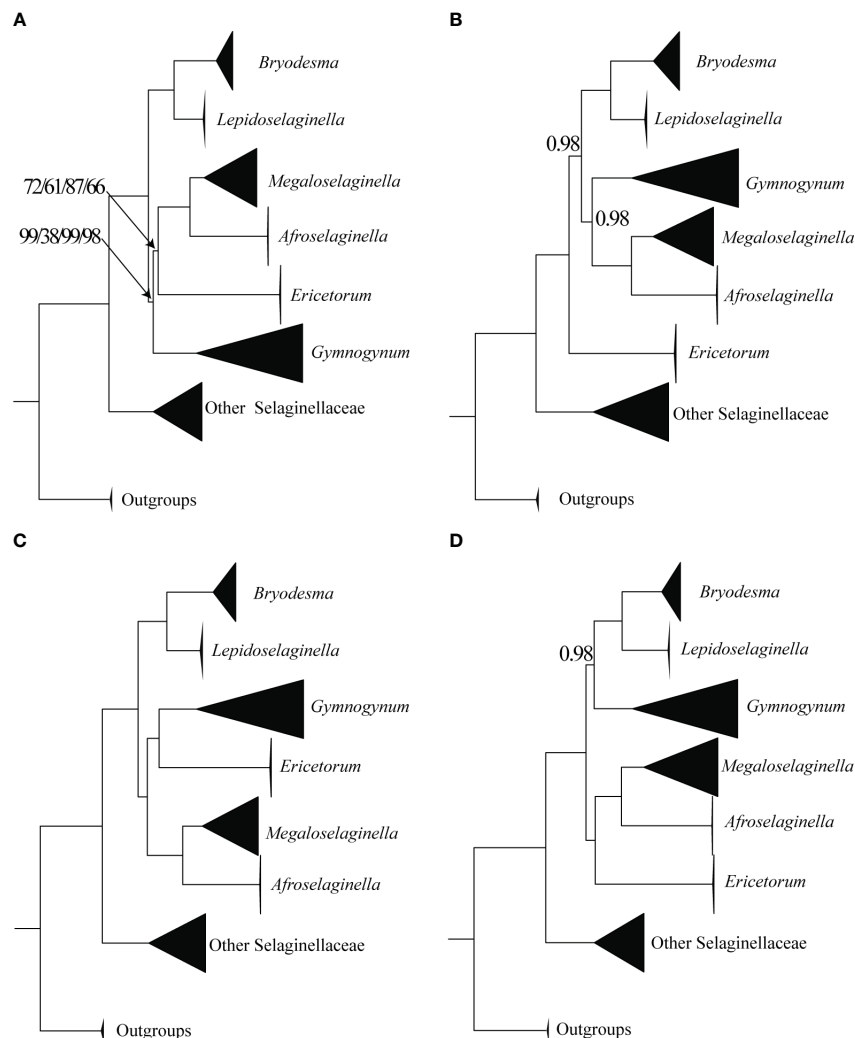 A
Bryodesma
Lepidoselaginella
72/61/87/66
Megaloselaginella
99/38/99/98
Afroselaginella
Ericetorum
Gymnogynum
Other Selaginellaceae
Outgroups
B
Bryodesma
Lepidoselaginella
0.98
Gymnogynum
0.98
Megaloselaginella
Afroselaginella
Ericetorum
Other Selaginellaceae
Outgroups
C
Bryodesma
Lepidoselaginella
Gymnogynum
Ericetorum
Megaloselaginella
Afroselaginella
Other Selaginellaceae
Outgroups
D
Bryodesma
0.98
Lepidoselaginella
Gymnogynum
Megaloselaginella
Afroselaginella
Ericetorum
Other Selaginellaceae
Outgroups